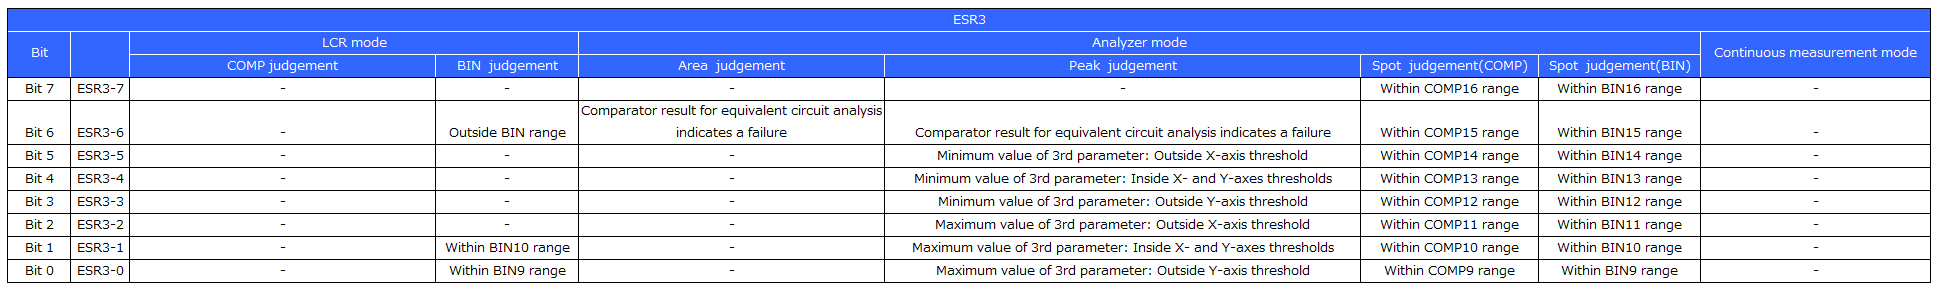 ESR3
Bit LCR mode Analyzer mode Continuous measurement mode
COMP judgement BIN judgement Area judgement Peak judgement Spot judgement(COMP) Spot judgement(BIN)
Bit 7 ESR3-7 - - - - Within COMP16 range Within BIN16 range -
Comparator result for equivalent circuit analysis
Bit 6 ESR3-6 - Outside BIN range indicates a failure Comparator result for equivalent circuit analysis indicates a failure Within COMP15 range Within BIN15 range -
Bit 5 ESR3-5 - - - Minimum value of 3rd parameter: Outside X-axis threshold Within COMP14 range Within BIN14 range -
Bit 4 ESR3-4 - - - Minimum value of 3rd parameter: Inside X- and Y-axes thresholds Within COMP13 range Within BIN13 range -
Bit 3 ESR3-3 - - - Minimum value of 3rd parameter: Outside Y-axis threshold Within COMP12 range Within BIN12 range -
Bit 2 ESR3-2 - - - Maximum value of 3rd parameter: Outside X-axis threshold Within COMP11 range Within BIN11 range -
Bit 1 ESR3-1 - Within BIN10 range - Maximum value of 3rd parameter: Inside X- and Y-axes thresholds Within COMP10 range Within BIN10 range -
Bit 0 ESR3-0 - Within BIN9 range - Maximum value of 3rd parameter: Outside Y-axis threshold Within COMP9 range Within BIN9 range -